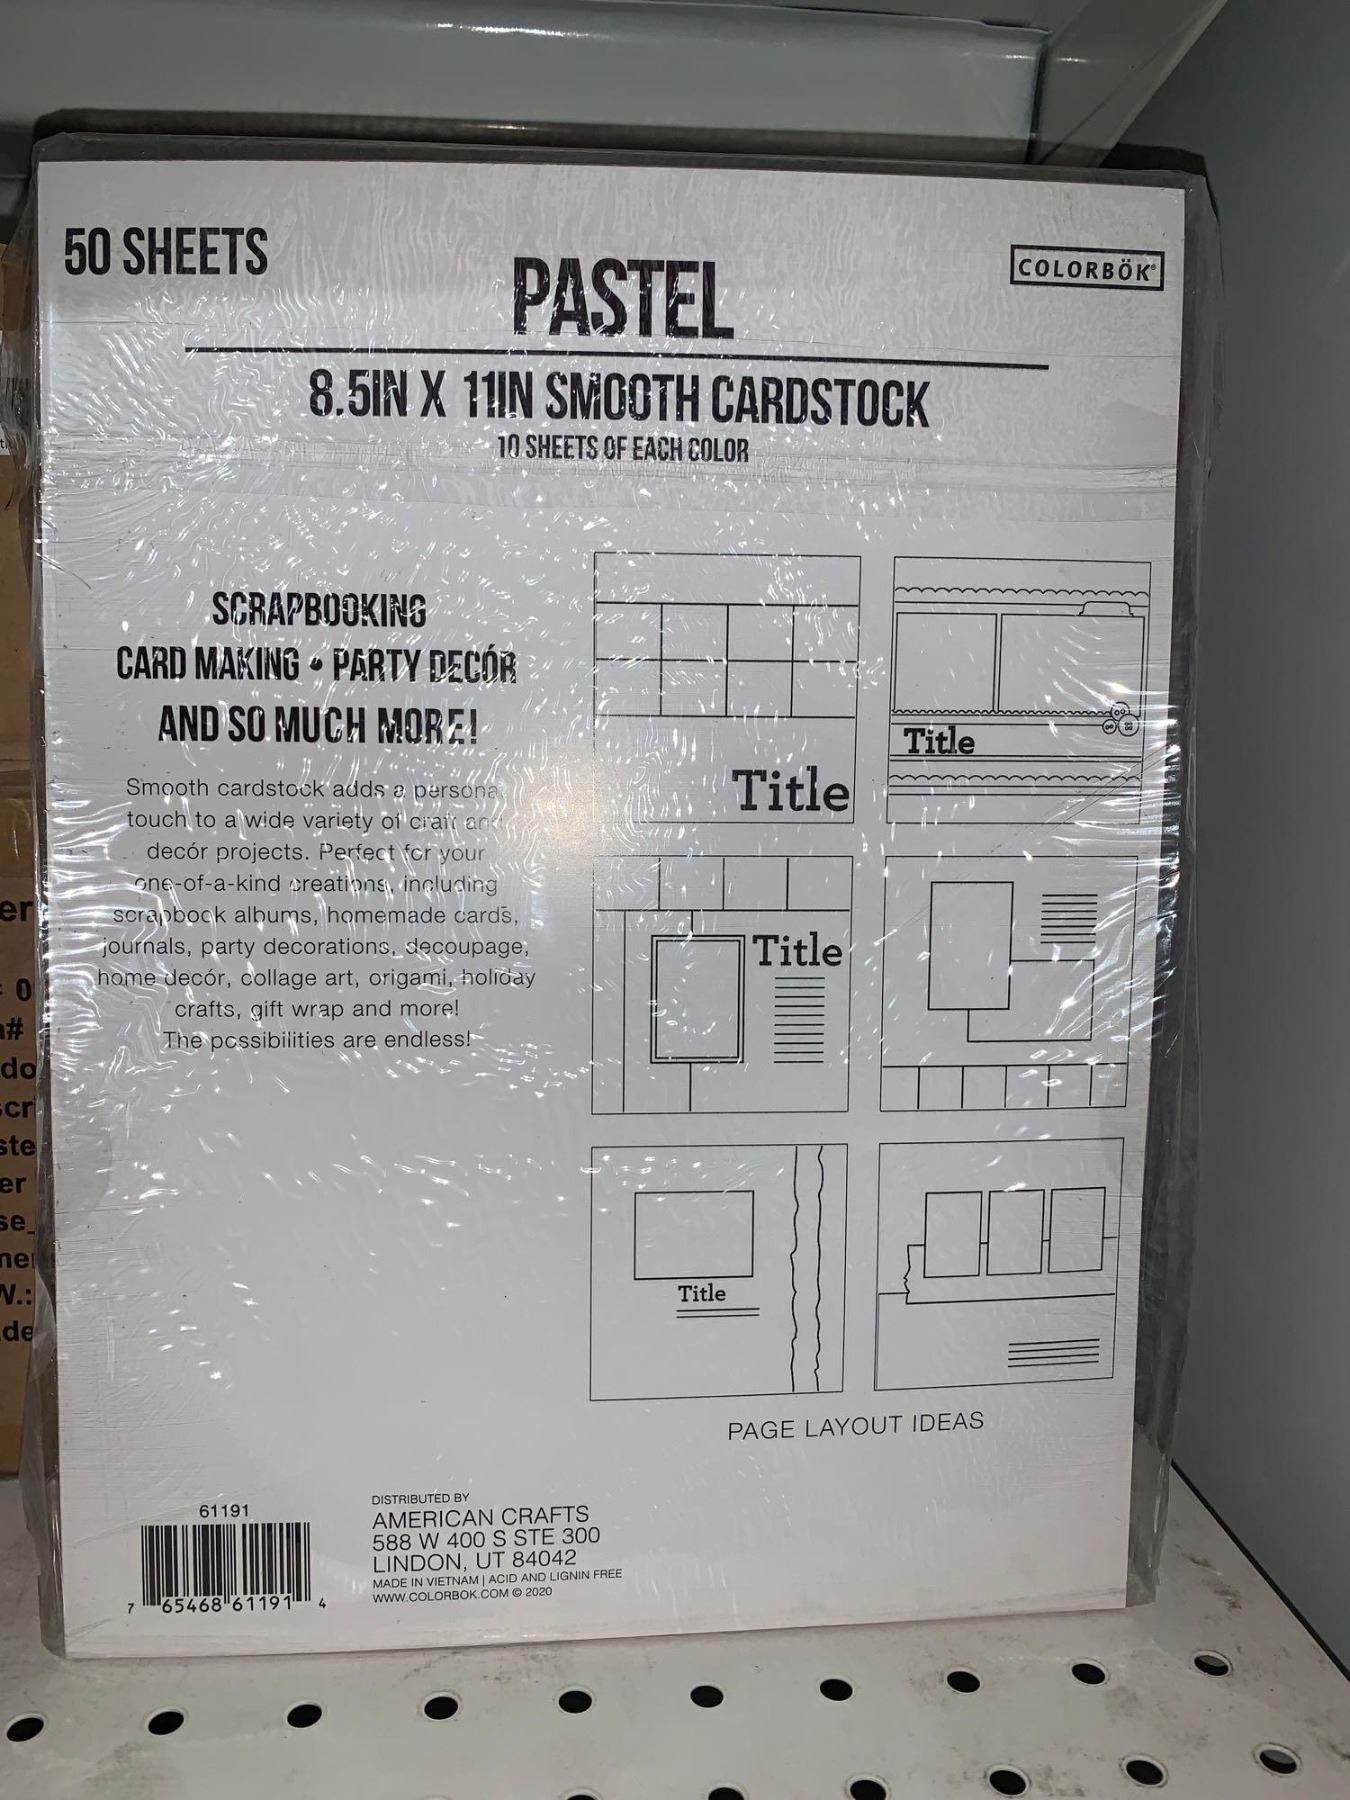 50 SHEETS
PASTEL
COLORBÖK®
8.5IN X 11IN SMOOTH CARDSTOCK
10 SHEETS OF EACH COLOR
SCRAPBOOKING
CARD MAKING • PARTY DECÓR
AND SO MUCH MORE!
Smooth cardstock adds a personal
touch to a wide variety of craft and
decór projects. Perfect for your
one-of-a-kind creations, including
scrapbook albums, homemade cards,
journals, party decorations, decoupage,
home decór, collage art, origami, holiday
crafts, gift wrap and more!
The possibilities are endless!
Title
Title
Title
Title
PAGE LAYOUT IDEAS
61191
7 65468 61191 4
DISTRIBUTED BY
AMERICAN CRAFTS
588 W 400 S STE 300
LINDON, UT 84042
MADE IN VIETNAM | ACID AND LIGNIN FREE
WWW.COLORBOK.COM © 2020